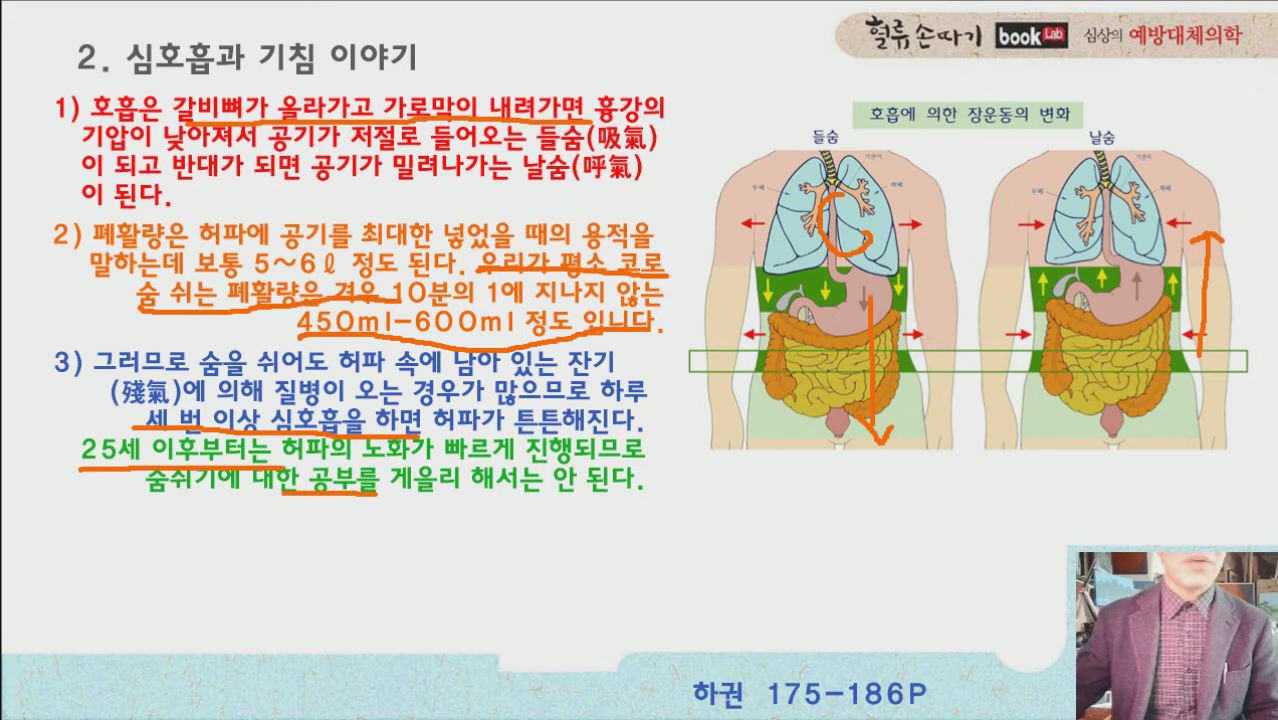 혈류 손따기 book Lab 심상의 예방대체의학
2. 심호흡과 기침 이야기
1) 호흡은 갈비뼈가 올라가고 가로막이 내려가면 흉강의
기압이 낮아져서 공기가 저절로 들어오는 들숨(吸氣)
이 되고 반대가 되면 공기가 밀려나가는 날숨(呼氣)
이 된다.
2) 폐활량은 허파에 공기를 최대한 넣었을 때의 용적을
말하는데 보통 5~6ℓ 정도 된다. 우리가 평소 코로
숨 쉬는 폐활량은 겨우 10분의 1에 지나지 않는
450ml-600ml 정도 입니다.
3) 그러므로 숨을 쉬어도 허파 속에 남아 있는 잔기
(殘氣)에 의해 질병이 오는 경우가 많으므로 하루
세 번 이상 심호흡을 하면 허파가 튼튼해진다.
25세 이후부터는 허파의 노화가 빠르게 진행되므로
숨쉬기에 대한 공부를 게을리 해서는 안 된다.
호흡에 의한 장운동의 변화
들숨
기관지
우폐
좌폐
날숨
기관지
우폐
좌폐
하권 175-186P